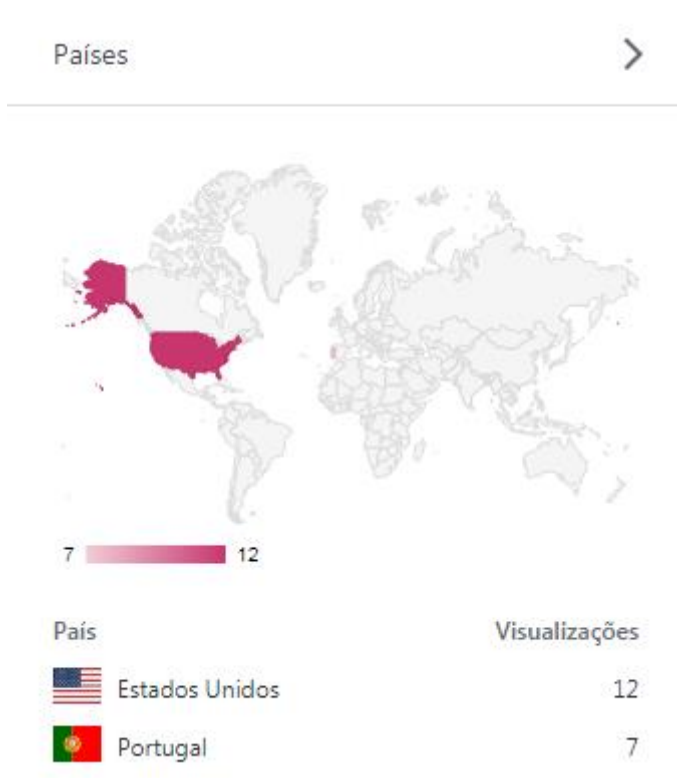 Países
7 12
País Visualizações
Estados Unidos 12
Portugal 7